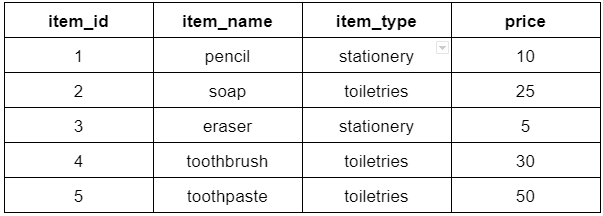 item_id item_name item_type price
1 pencil stationery 10
2 soap toiletries 25
3 eraser stationery 5
4 toothbrush toiletries 30
5 toothpaste toiletries 50